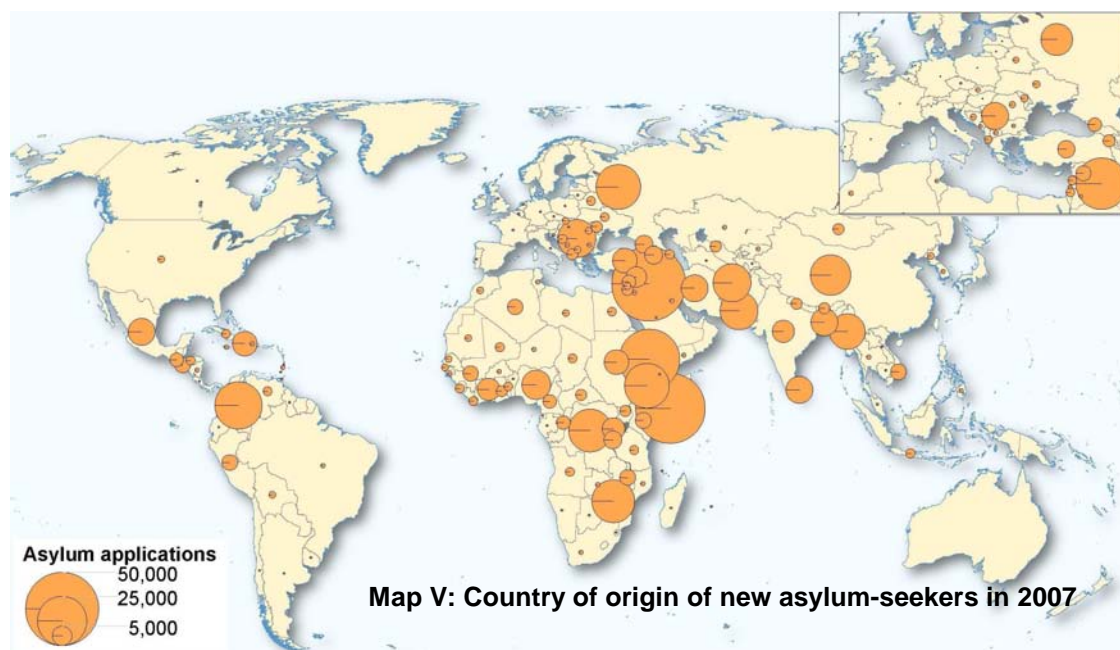 Asylum applications
50,000
25,000
5,000
Map V: Country of origin of new asylum-seekers in 2007